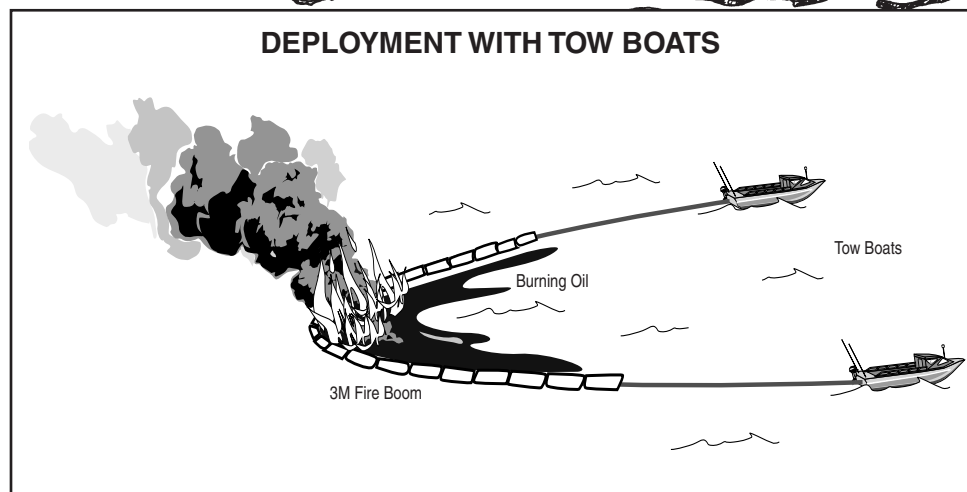 DEPLOYMENT WITH TOW BOATS
Tow Boats
Burning Oil
3M Fire Boom